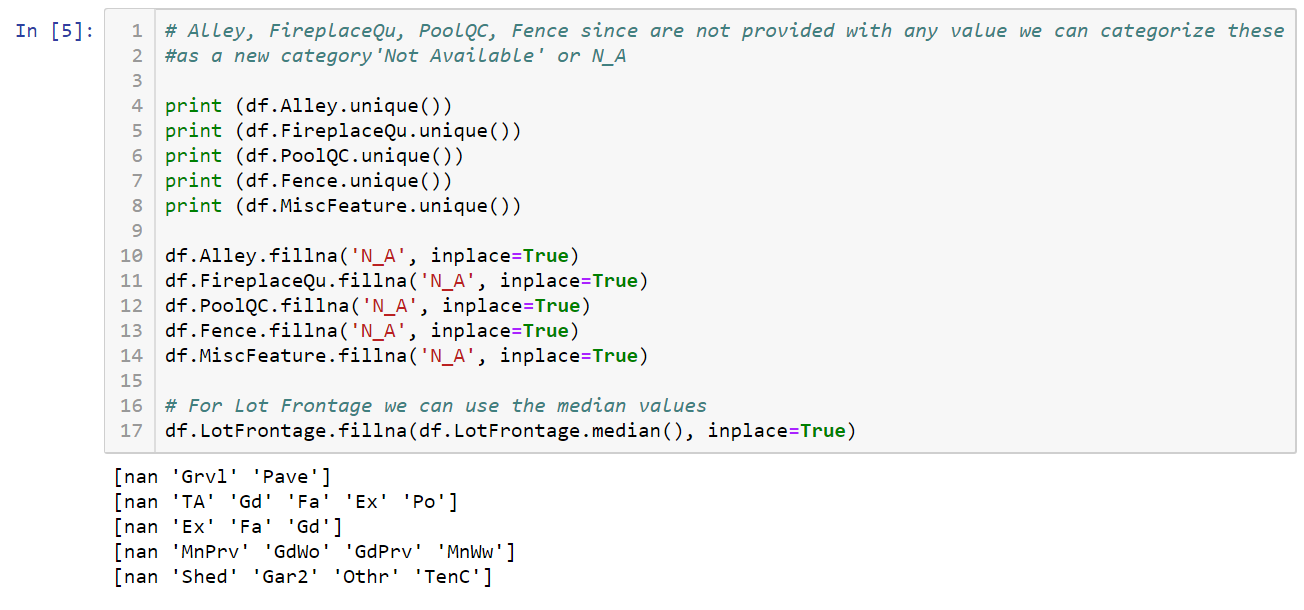 In [5]:
1 # Alley, FireplaceQu, PoolQC, Fence since are not provided with any value we can categorize these
2 #as a new category'Not Available' or N_A
3
4 print (df.Alley.unique())
5 print (df.FireplaceQu.unique())
6 print (df.PoolQC.unique())
7 print (df.Fence.unique())
8 print (df.MiscFeature.unique())
9
10 df.Alley.fillna('N_A', inplace=True)
11 df.FireplaceQu.fillna('N_A', inplace=True)
12 df.PoolQC.fillna('N_A', inplace=True)
13 df.Fence.fillna('N_A', inplace=True)
14 df.MiscFeature.fillna('N_A', inplace=True)
15
16 # For Lot Frontage we can use the median values
17 df.LotFrontage.fillna(df.LotFrontage.median(), inplace=True)
[nan 'Grvl' 'Pave']
[nan 'TA' 'Gd' 'Fa' 'Ex' 'Po']
[nan 'Ex' 'Fa' 'Gd']
[nan 'MnPrv' 'GdWo' 'GdPrv' 'MnWw']
[nan 'Shed' 'Gar2' 'Othr' 'TenC']